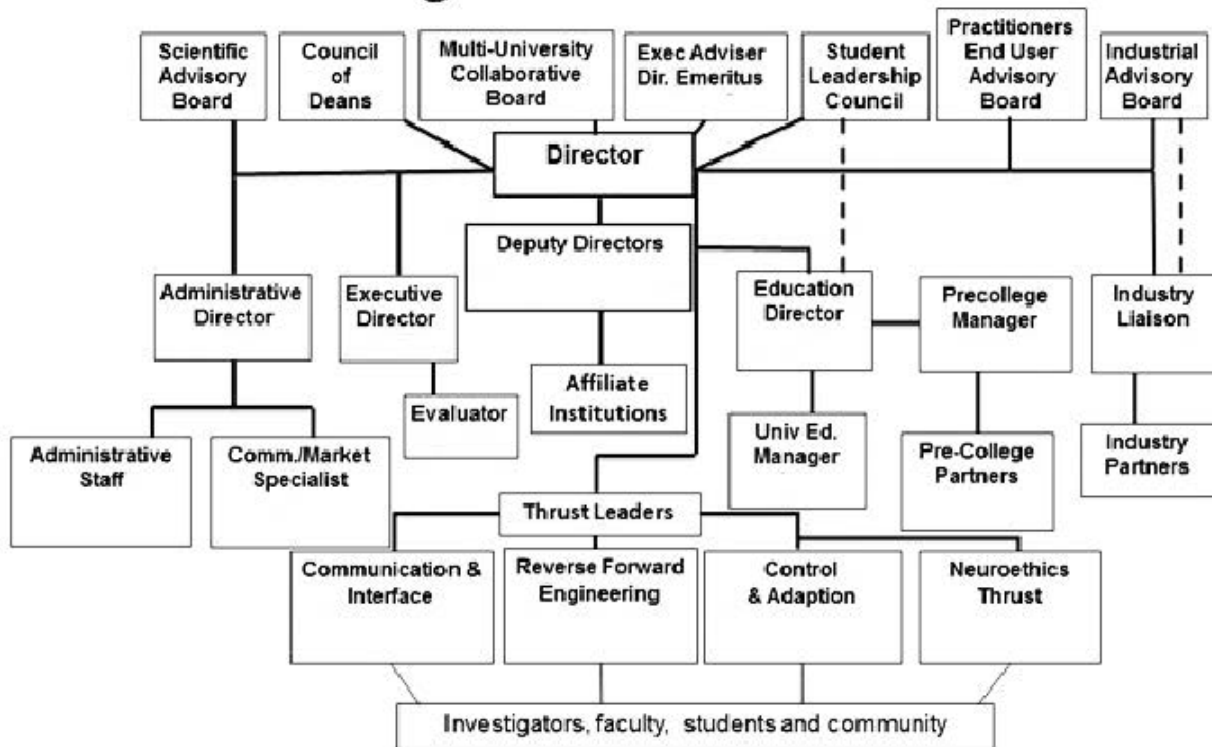 Scientific
Advisory
Board
Council
of
Deans
Multi-University
Collaborative
Board
Exec Adviser
Dir. Emeritus
Student
Leadership
Council
Practitioners
End User
Advisory
Board
Industrial
Advisory
Board
Director
Deputy Directors
Administrative
Director
Executive
Director
Education
Director
Precollege
Manager
Industry
Liaison
Affiliate
Institutions
Evaluator
Administrative
Staff
Comm./Market
Specialist
Univ Ed.
Manager
Pre-College
Partners
Industry
Partners
Thrust Leaders
Communication &
Interface
Reverse Forward
Engineering
Control
& Adaption
Neuroethics
Thrust
Investigators, faculty, students and community